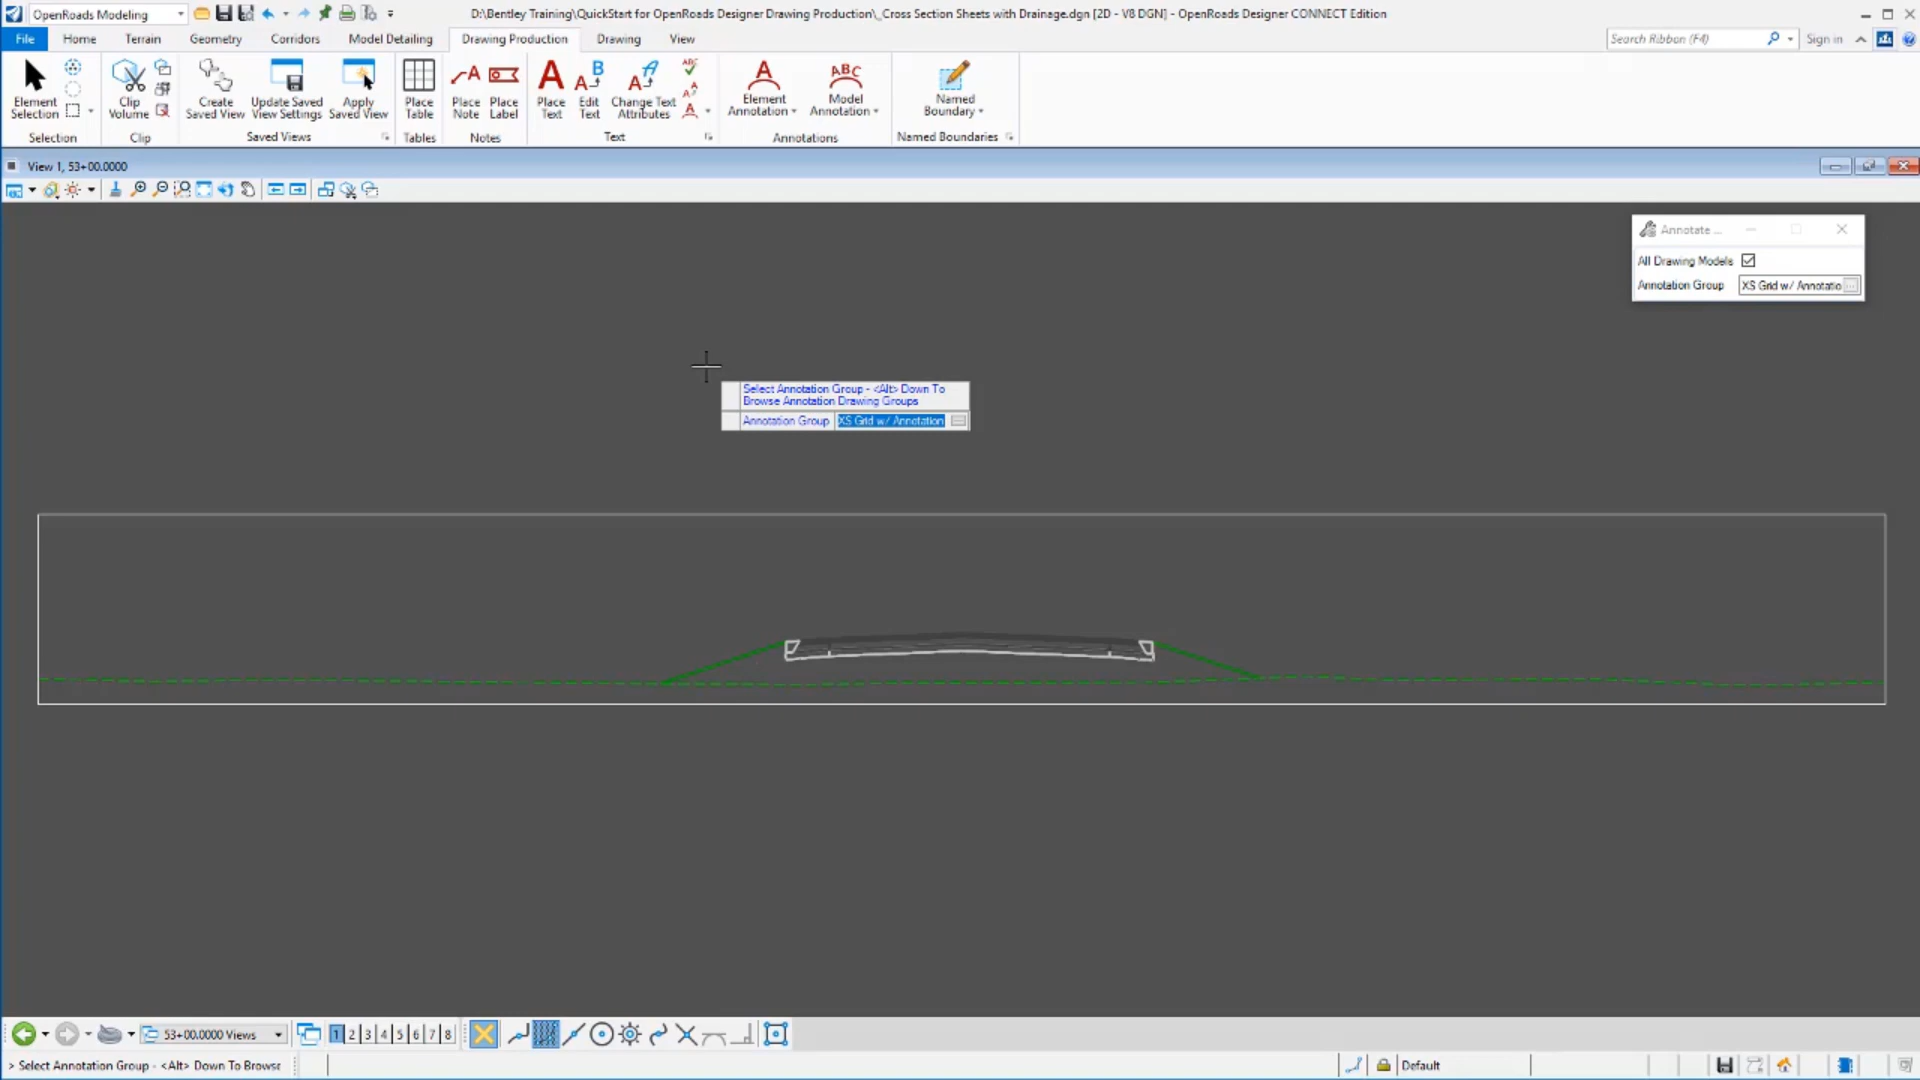 OpenRoads Modeling
D:\Bentley Training\QuickStart for OpenRoads Designer Drawing Production\_Cross Section Sheets with Drainage.dgn [2D - V8 DGN] - OpenRoads Designer CONNECT Edition
File Home Terrain Geometry Corridors Model Detailing Drawing Production Drawing View
Search Ribbon (F4) Sign in
Element Selection
Clip Volume
Create Saved View
Update Saved View Settings
Apply Saved View
Place Table
Place Note
Place Label
Place Text
Edit Text
Change Text Attributes
Element Annotation
Model Annotation
Named Boundary
Selection Clip Saved Views Tables Notes Text Annotations Named Boundaries
View 1, 53+00.0000
Annotate ...
All Drawing Models
Annotation Group XS Grid w/ Annotatio
Select Annotation Group - <Alt> Down To
Browse Annotation Drawing Groups
Annotation Group XS Grid w/ Annotation
53+00.0000 Views 1 2 3 4 5 6 7 8
> Select Annotation Group - <Alt> Down To Browse
Default